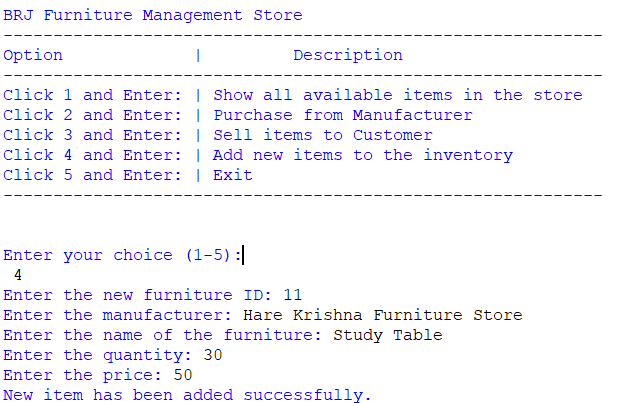 BRJ Furniture Management Store
------------------------------------------------------------
Option             |         Description
------------------------------------------------------------
Click 1 and Enter: | Show all available items in the store
Click 2 and Enter: | Purchase from Manufacturer
Click 3 and Enter: | Sell items to Customer
Click 4 and Enter: | Add new items to the inventory
Click 5 and Enter: | Exit
------------------------------------------------------------
Enter your choice (1-5):
4
Enter the new furniture ID: 11
Enter the manufacturer: Hare Krishna Furniture Store
Enter the name of the furniture: Study Table
Enter the quantity: 30
Enter the price: 50
New item has been added successfully.